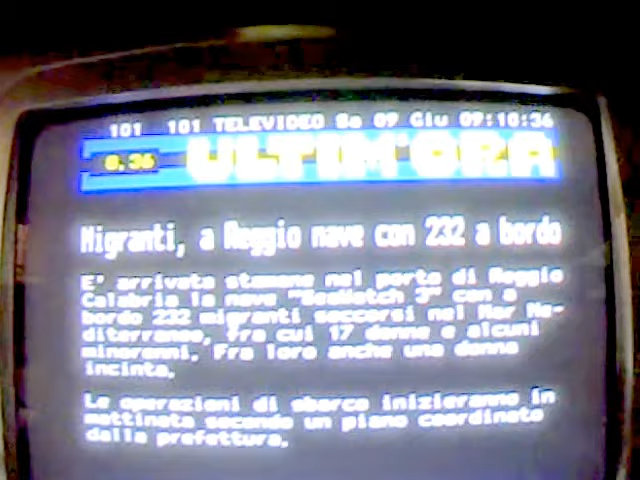 101 101 TELEVIDEO Sa 09 Giu 09:10:36
8.36 ULTIM'ORA
Migranti, a Reggio nave con 232 a bordo
E' arrivata stamane nel porto di Reggio
Calabria la nave "SeaWatch 3" con a
bordo 232 migranti soccorsi nel Mar Me-
diterraneo, fra cui 17 donne e alcuni
minorenni. Fra loro anche una donna
incinta.
Le operazioni di sbarco inizieranno in
mattinata secondo un piano coordinato
dalla prefettura.